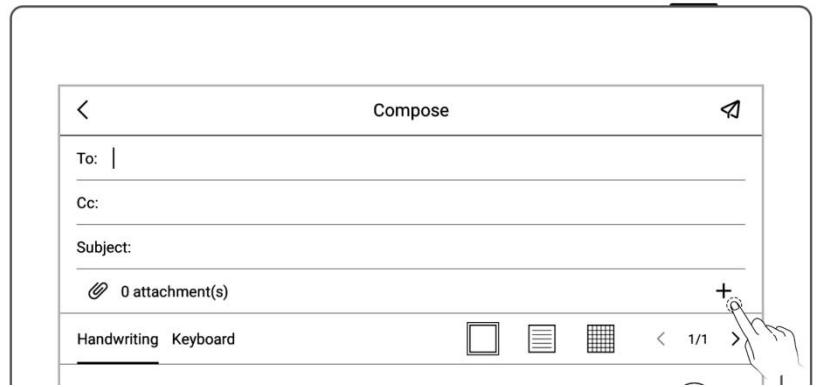 Compose
To:
Cc:
Subject:
0 attachment(s)
Handwriting Keyboard 1/1